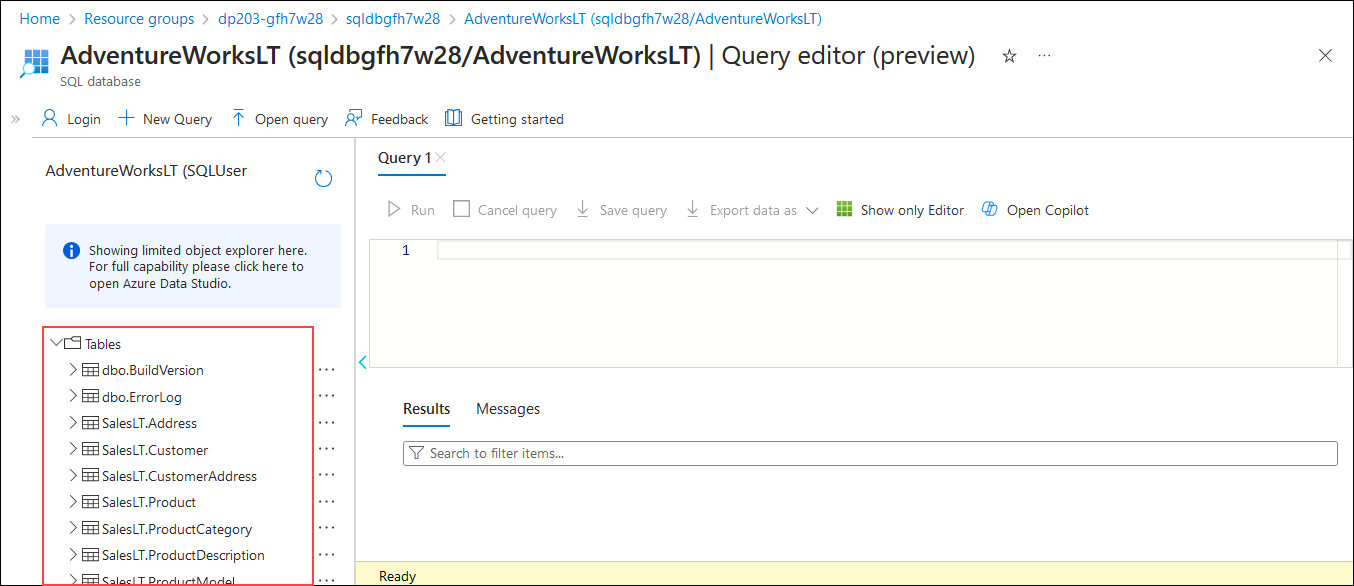 Home > Resource groups > dp203-gfh7w28 > sqldbgfh7w28 > AdventureWorksLT (sqldbgfh7w28/AdventureWorksLT)
AdventureWorksLT (sqldbgfh7w28/AdventureWorksLT) | Query editor (preview)
SQL database
Login New Query Open query Feedback Getting started
AdventureWorksLT (SQLUser
Showing limited object explorer here.
For full capability please click here to
open Azure Data Studio.
Tables
dbo.BuildVersion
dbo.ErrorLog
SalesLT.Address
SalesLT.Customer
SalesLT.CustomerAddress
SalesLT.Product
SalesLT.ProductCategory
SalesLT.ProductDescription
SalesLT.ProductModel
Query 1
Run Cancel query Save query Export data as Show only Editor Open Copilot
1
Results Messages
Search to filter items...
Ready